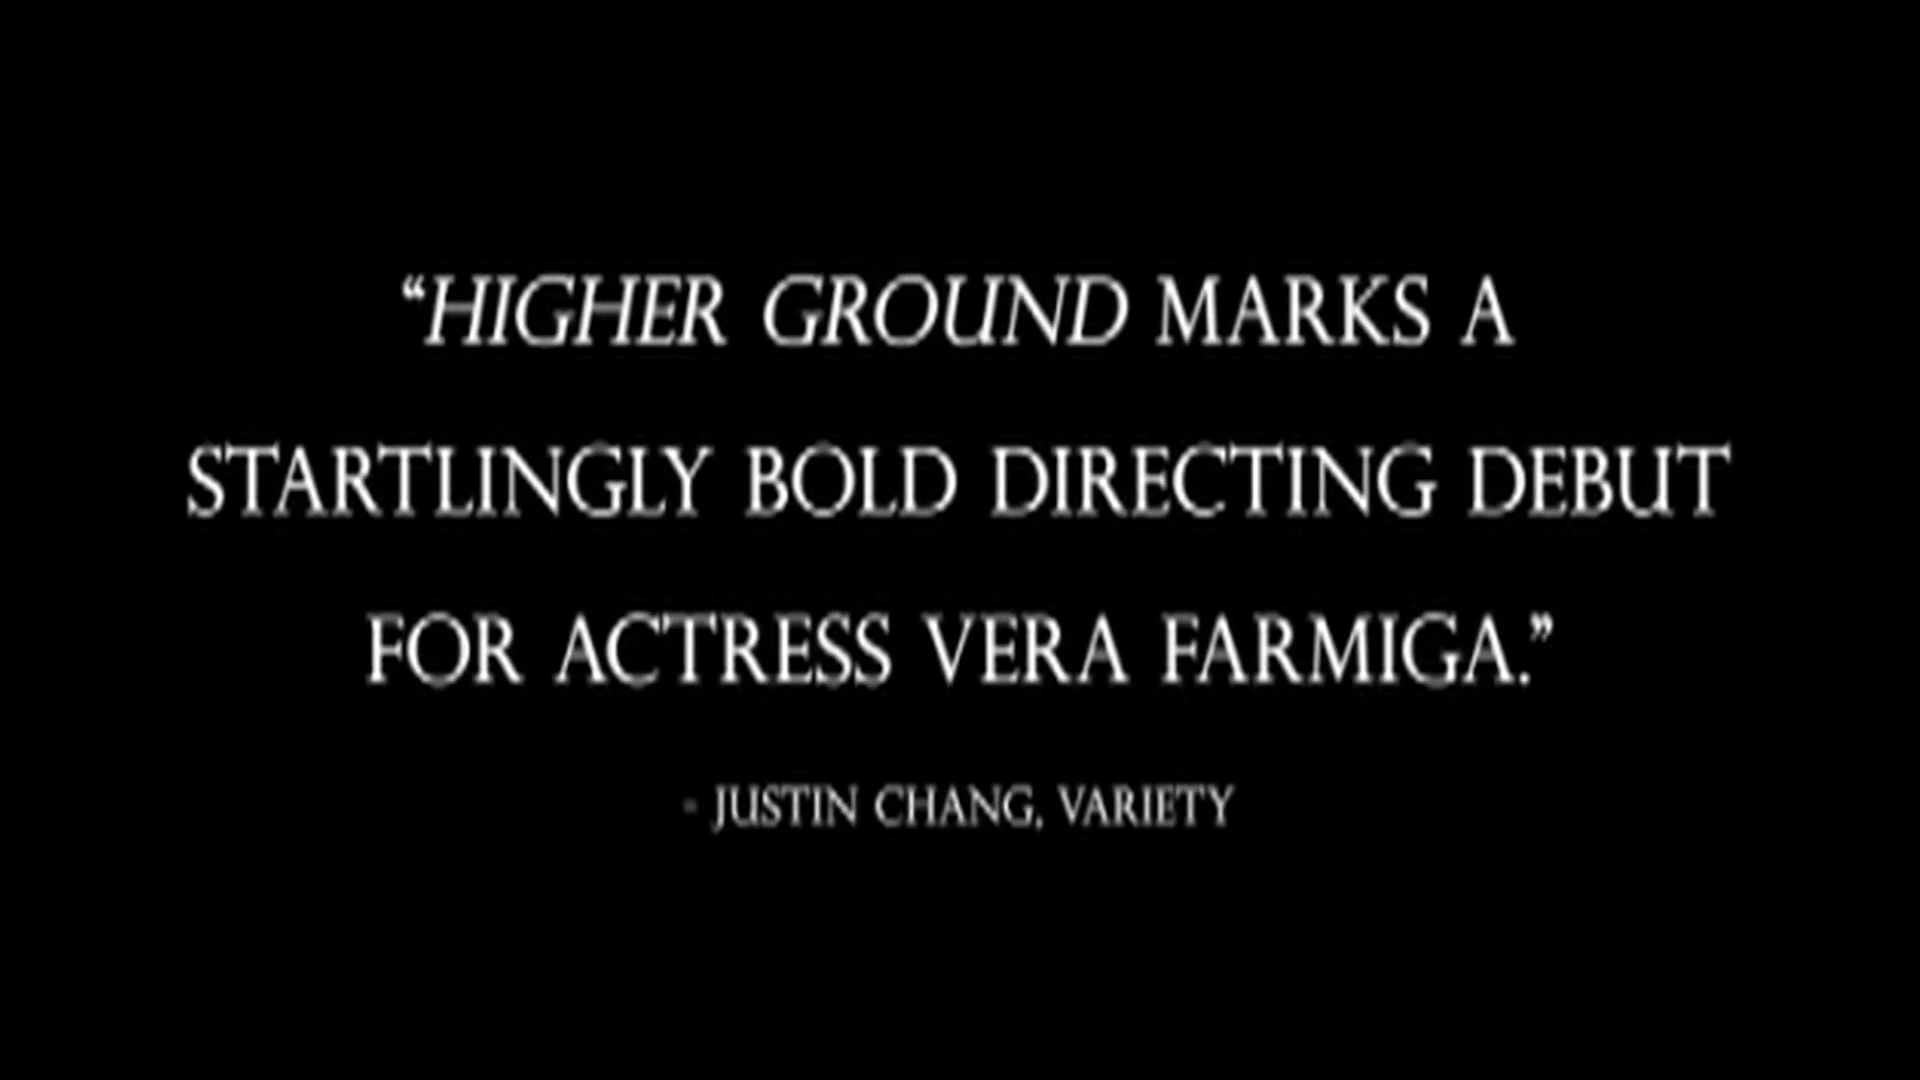 “HIGHER GROUND MARKS A
STARTLINGLY BOLD DIRECTING DEBUT
FOR ACTRESS VERA FARMIGA.”
- JUSTIN CHANG, VARIETY